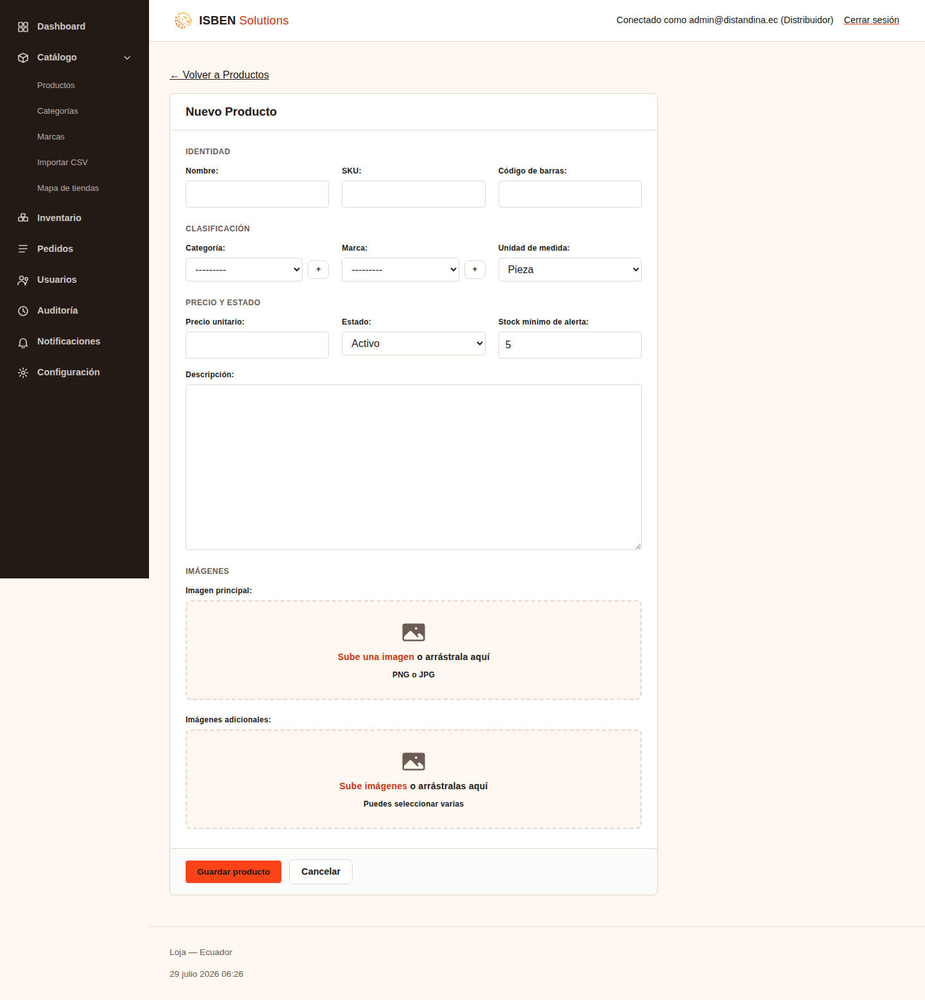 Dashboard
Catálogo
Productos
Categorías
Marcas
Importar CSV
Mapa de tiendas
Inventario
Pedidos
Usuarios
Auditoría
Notificaciones
Configuración
ISBEN Solutions
Conectado como admin@distandina.ec (Distribuidor) Cerrar sesión
← Volver a Productos
Nuevo Producto
IDENTIDAD
Nombre: SKU: Código de barras:
CLASIFICACIÓN
Categoría: Marca: Unidad de medida:
--------- + --------- + Pieza
PRECIO Y ESTADO
Precio unitario: Estado: Stock mínimo de alerta:
Activo 5
Descripción:
IMÁGENES
Imagen principal:
Sube una imagen o arrástrala aquí
PNG o JPG
Imágenes adicionales:
Sube imágenes o arrástralas aquí
Puedes seleccionar varias
Guardar producto Cancelar
Loja — Ecuador
29 julio 2026 06:26